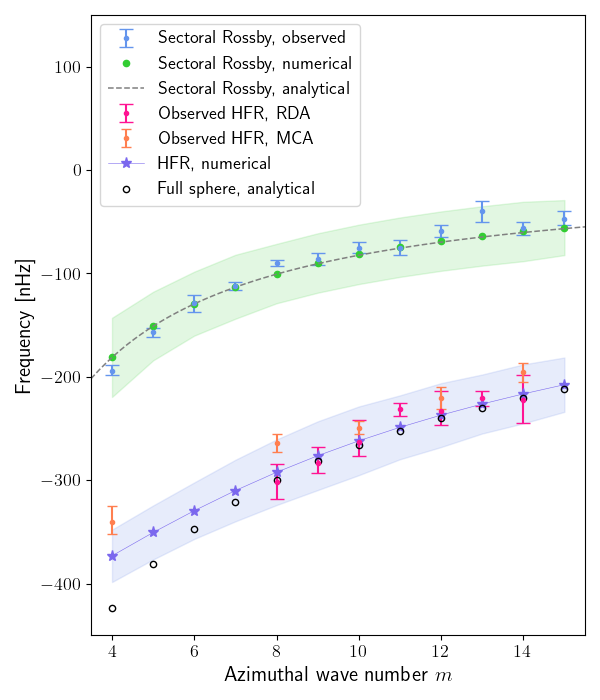 Sectoral Rossby, observed
Sectoral Rossby, numerical
Sectoral Rossby, analytical
Observed HFR, RDA
Observed HFR, MCA
HFR, numerical
Full sphere, analytical
100
0
−100
−200
−300
−400
Frequency [nHz]
4 6 8 10 12 14
Azimuthal wave number m